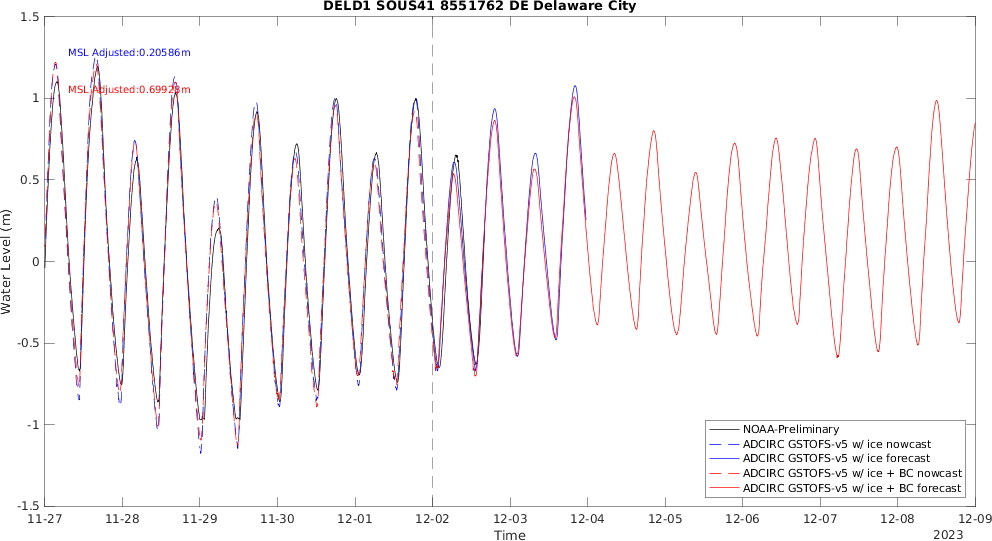 DELD1 SOUS41 8551762 DE Delaware City
MSL Adjusted:0.20586m
MSL Adjusted:0.69923m
Water Level (m)
1.5
1
0.5
0
-0.5
-1
-1.5
NOAA-Preliminary
ADCIRC GSTOFS-v5 w/ ice nowcast
ADCIRC GSTOFS-v5 w/ ice forecast
ADCIRC GSTOFS-v5 w/ ice + BC nowcast
ADCIRC GSTOFS-v5 w/ ice + BC forecast
11-27 11-28 11-29 11-30 12-01 12-02 12-03 12-04 12-05 12-06 12-07 12-08 12-09
Time
2023